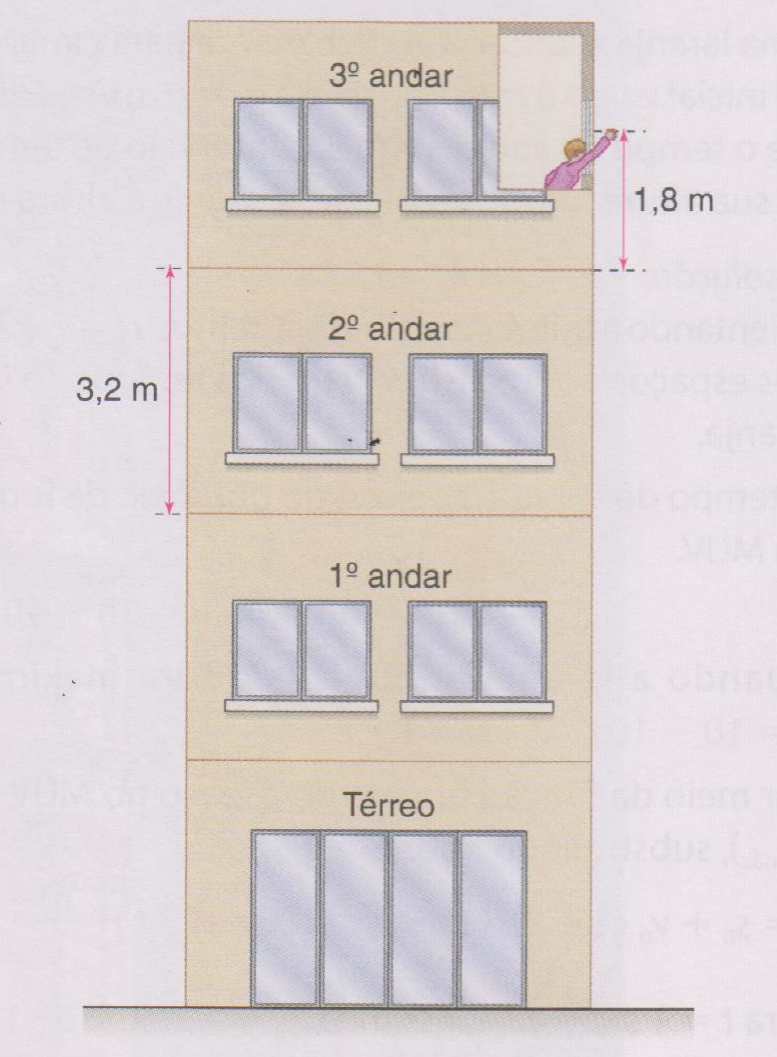 3º andar
1,8 m
2º andar
3,2 m
1º andar
Térreo